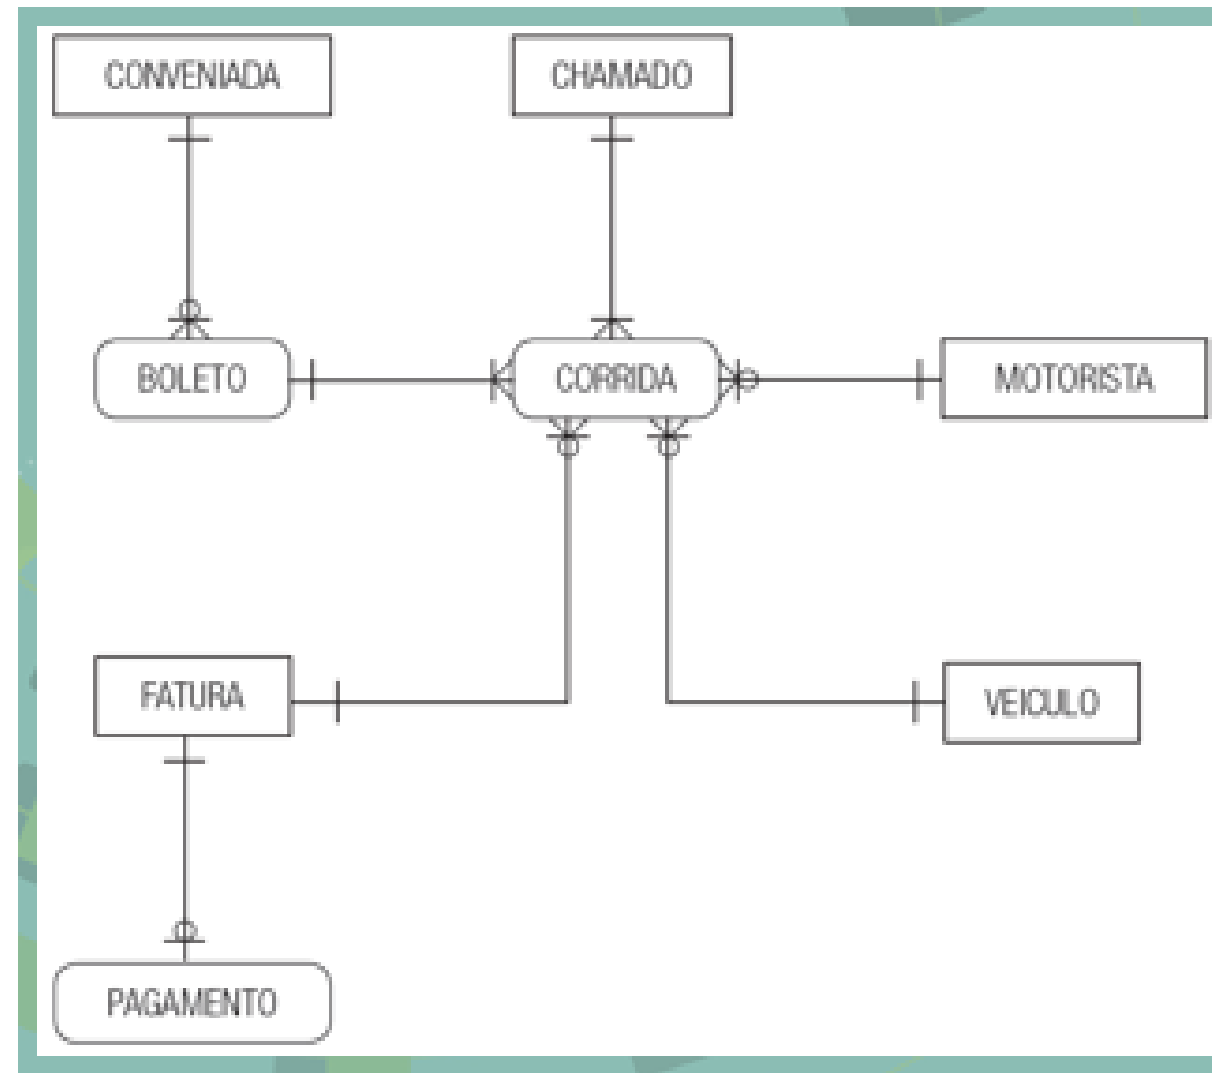 CONVENIADA
CHAMADO
BOLETO
CORRIDA
MOTORISTA
FATURA
VEICULO
PAGAMENTO